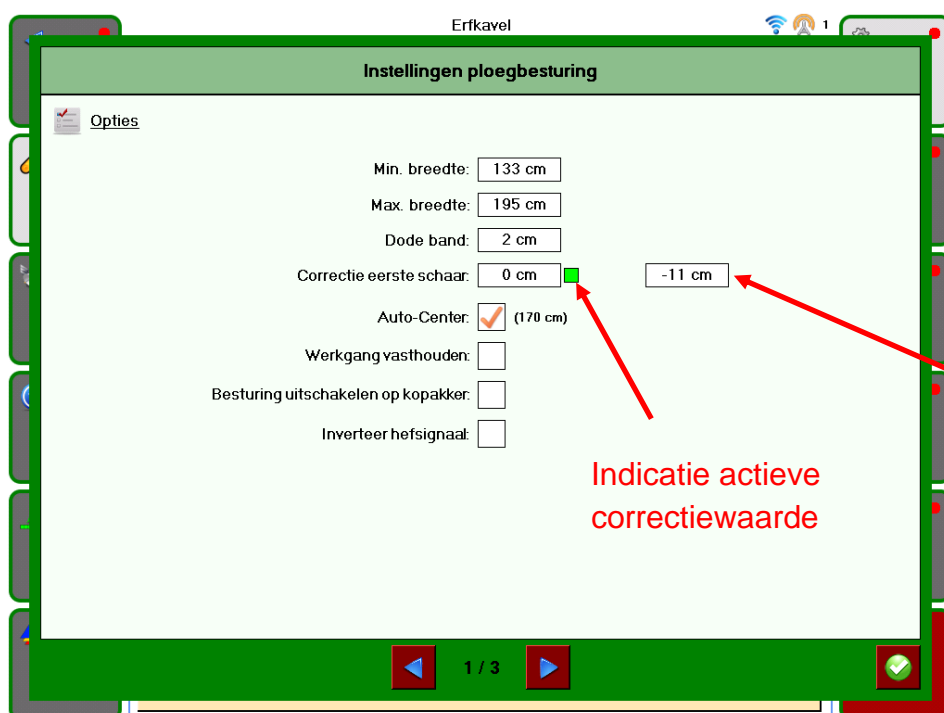 Erfkavel
1
Instellingen ploegbesturing
Opties
Min. breedte: 133 cm
Max. breedte: 195 cm
Dode band: 2 cm
Correctie eerste schaar: 0 cm -11 cm
Auto-Center: (170 cm)
Werkgang vasthouden:
Besturing uitschakelen op kopakker:
Inverteer hefsignaal:
Indicatie actieve
correctiewaarde
1 / 3